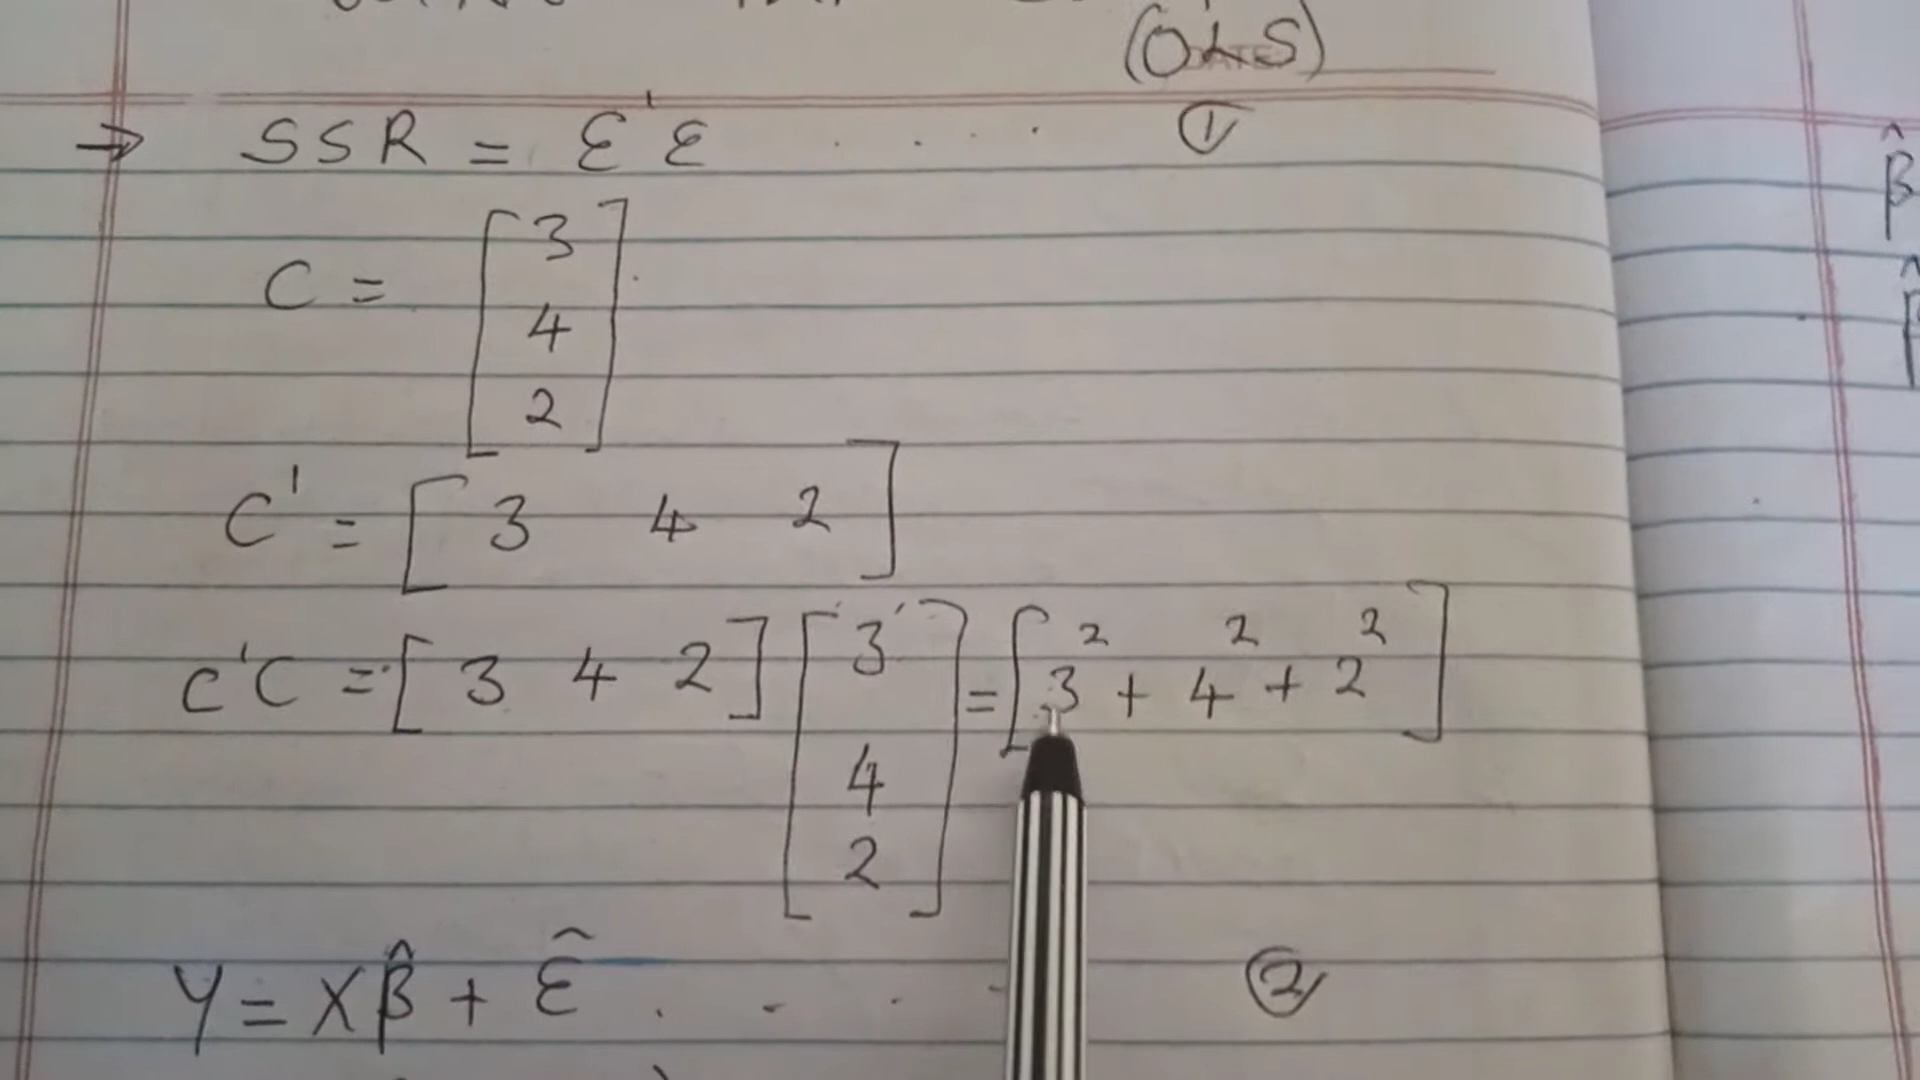 (OLS)
DATE
→ SSR = ε'ε . . . . ①
C = [3
4
2]
C' = [3 4 2]
C'C = [3 4 2] [3
4
2] = [3² + 4² + 2²]
Y = Xβ̂ + ε̂ . . . . ②
β̂